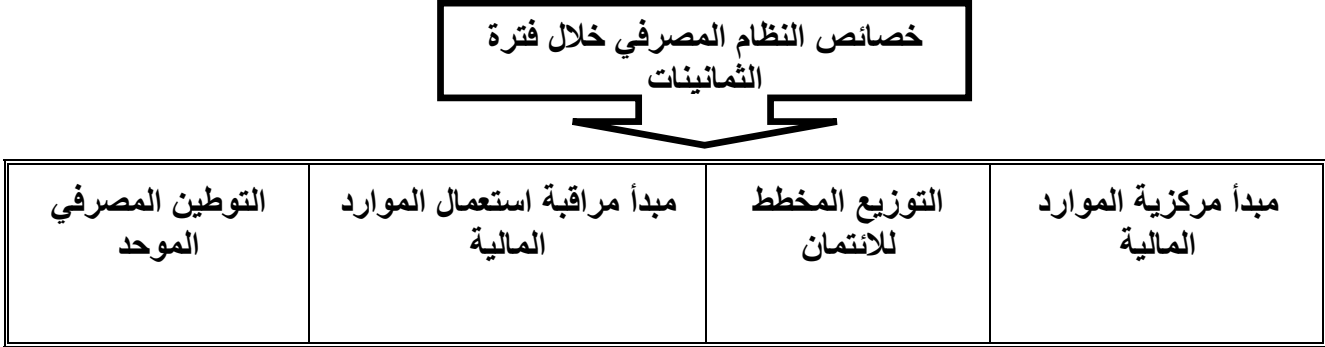 خصائص النظام المصرفي خلال فترة
الثمانينات
مبدأ مركزية الموارد
المالية
التوزيع المخطط
للائتمان
مبدأ مراقبة استعمال الموارد
المالية
التوطين المصرفي
الموحد